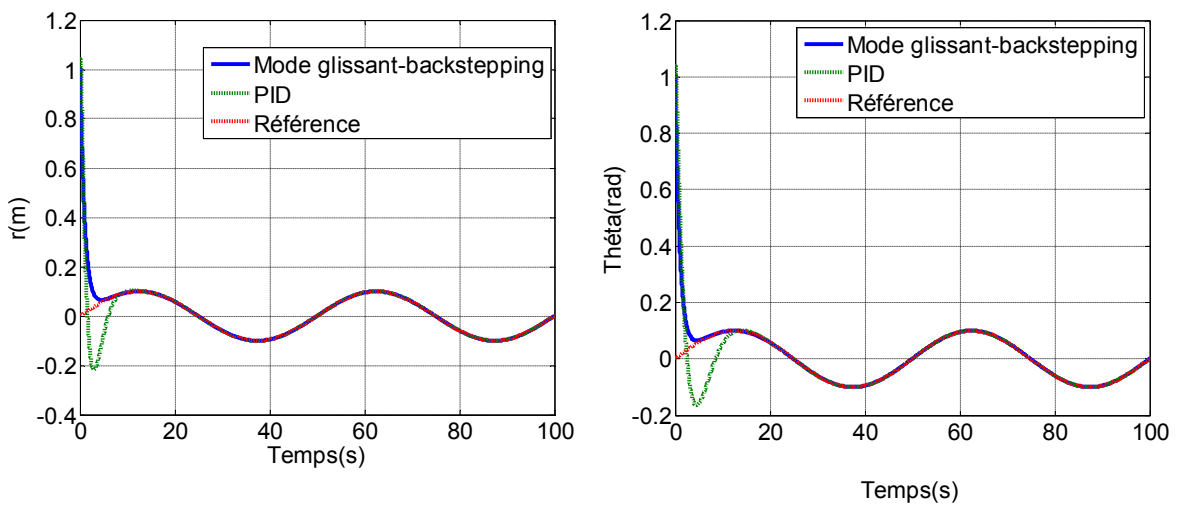 1.2
1
0.8
0.6
0.4
0.2
0
-0.2
-0.4
r(m)
0
20
40
60
80
100
Temps(s)
Mode glissant-backstepping
PID
Référence
1.2
1
0.8
0.6
0.4
0.2
0
-0.2
Théta(rad)
0
20
40
60
80
100
Temps(s)
Mode glissant-backstepping
PID
Référence